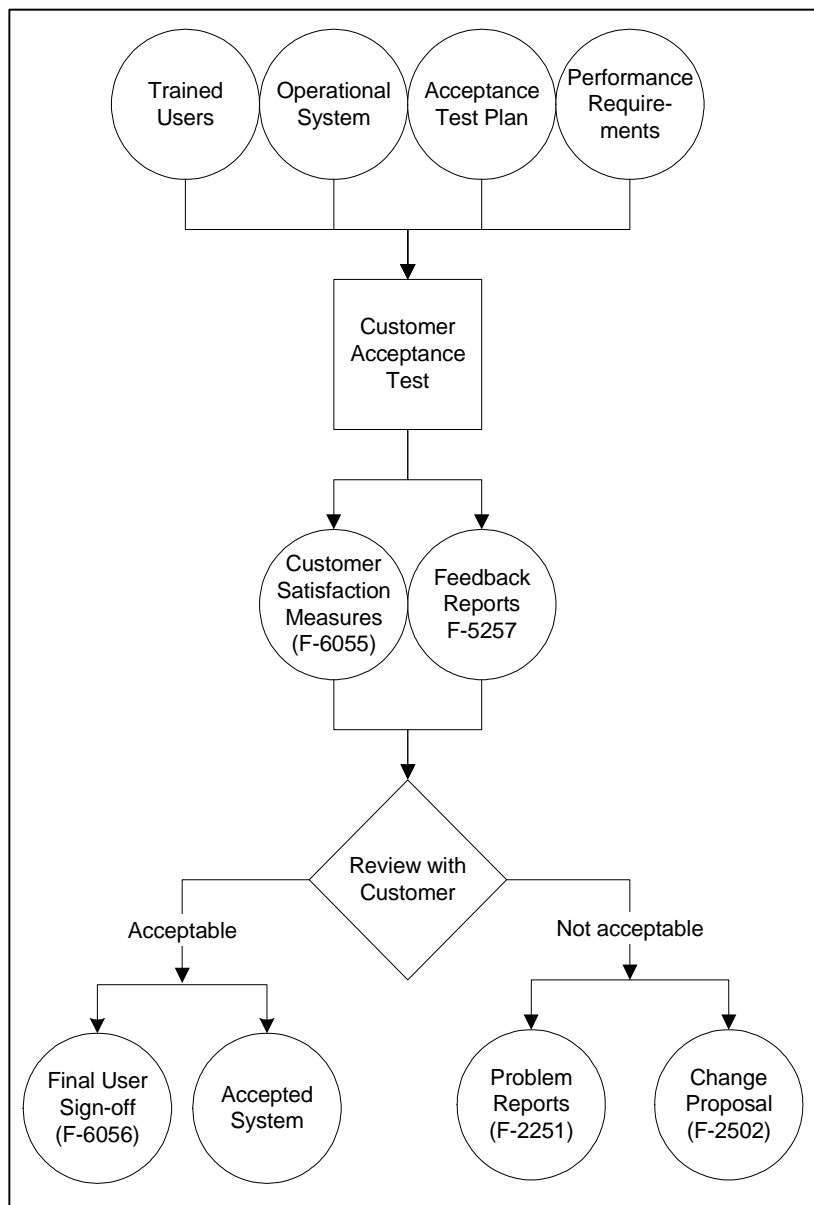 Trained
Users
Operational
System
Acceptance
Test Plan
Performance
Require-
ments
Customer
Acceptance
Test
Customer
Satisfaction
Measures
(F-6055)
Feedback
Reports
F-5257
Review with
Customer
Acceptable
Not acceptable
Final User
Sign-off
(F-6056)
Accepted
System
Problem
Reports
(F-2251)
Change
Proposal
(F-2502)